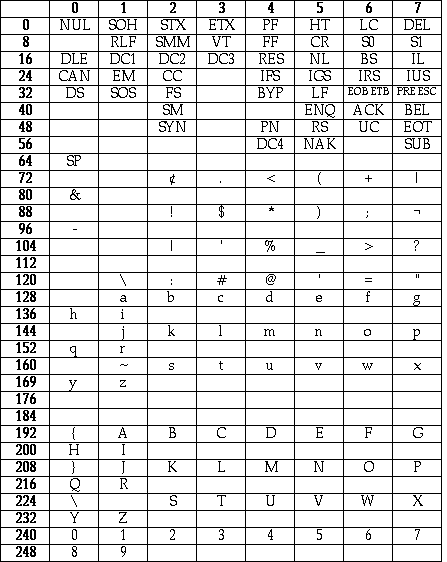 0 1 2 3 4 5 6 7
0 NUL SOH STX ETX PF HT LC DEL
8 RLF SMM VT FF CR S0 S1
16 DLE DC1 DC2 DC3 RES NL BS IL
24 CAN EM CC IFS IGS IRS IUS
32 DS SOS FS BYP LF EOB ETB PRE ESC
40 SM ENQ ACK BEL
48 SYN PN RS UC EOT
56 DC4 NAK SUB
64 SP
72 ¢ . < ( + |
80 &
88 ! $ * ) ; ¬
96 -
104 | ' % _ > ?
112
120 \ : # @ ' = "
128 a b c d e f g
136 h i
144 j k l m n o p
152 q r
160 ~ s t u v w x
169 y z
176
184
192 { A B C D E F G
200 H I
208 } J K L M N O P
216 Q R
224 \ S T U V W X
232 Y Z
240 0 1 2 3 4 5 6 7
248 8 9